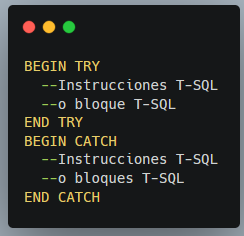 BEGIN TRY
--Instrucciones T-SQL
--o bloque T-SQL
END TRY
BEGIN CATCH
--Instrucciones T-SQL
--o bloques T-SQL
END CATCH